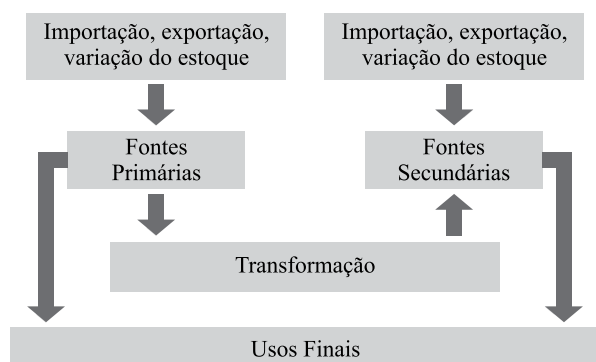 Importação, exportação,
variação do estoque
Importação, exportação,
variação do estoque
Fontes
Primárias
Fontes
Secundárias
Transformação
Usos Finais